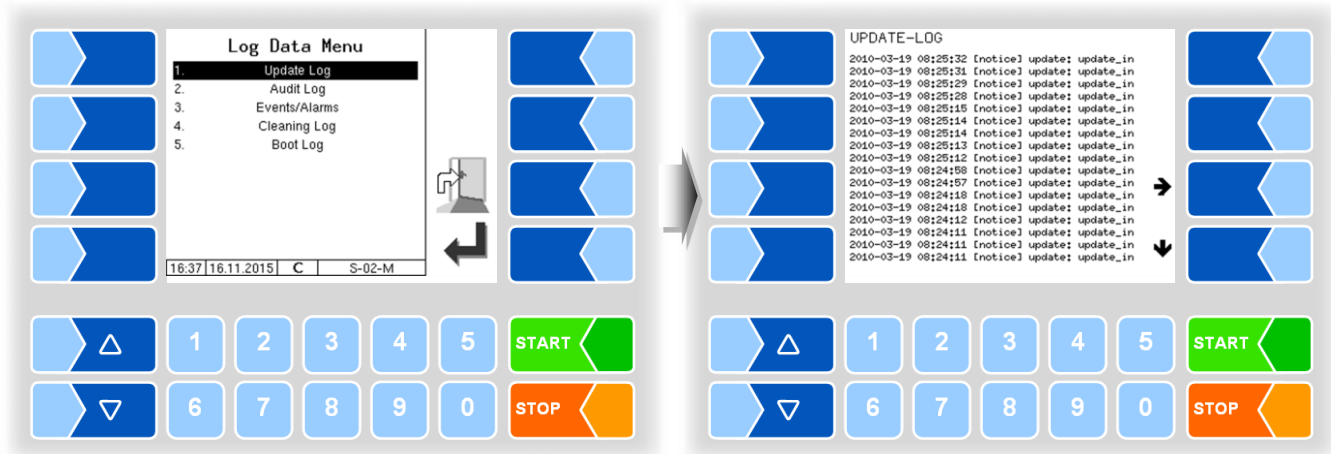 Log Data Menu
1. Update Log
2. Audit Log
3. Events/Alarms
4. Cleaning Log
5. Boot Log
16:37 16.11.2015 C S-02-M
1 2 3 4 5 START
6 7 8 9 0 STOP
UPDATE-LOG
2010-03-19 08:25:32 [notice] update: update_in
2010-03-19 08:25:31 [notice] update: update_in
2010-03-19 08:25:29 [notice] update: update_in
2010-03-19 08:25:28 [notice] update: update_in
2010-03-19 08:25:15 [notice] update: update_in
2010-03-19 08:25:14 [notice] update: update_in
2010-03-19 08:25:14 [notice] update: update_in
2010-03-19 08:25:13 [notice] update: update_in
2010-03-19 08:25:12 [notice] update: update_in
2010-03-19 08:24:58 [notice] update: update_in
2010-03-19 08:24:57 [notice] update: update_in
2010-03-19 08:24:18 [notice] update: update_in
2010-03-19 08:24:18 [notice] update: update_in
2010-03-19 08:24:12 [notice] update: update_in
2010-03-19 08:24:11 [notice] update: update_in
2010-03-19 08:24:11 [notice] update: update_in
2010-03-19 08:24:11 [notice] update: update_in
1 2 3 4 5 START
6 7 8 9 0 STOP